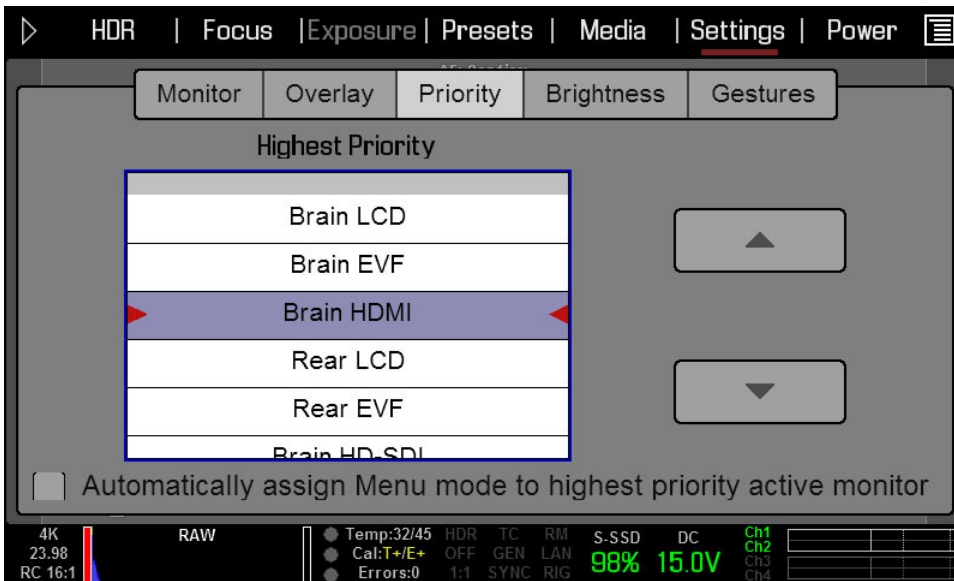 HDR | Focus | Exposure | Presets | Media | Settings | Power
Monitor Overlay Priority Brightness Gestures
Highest Priority
Brain LCD
Brain EVF
Brain HDMI
Rear LCD
Rear EVF
Brain HD-SDI
Automatically assign Menu mode to highest priority active monitor
4K RAW Temp:32/45 HDR TC RM S-SSD DC Ch1
23.98 Cal:T+/E+ OFF GEN LAN 98% 15.0V Ch2
RC 16:1 Errors:0 1:1 SYNC RIG Ch3
Ch4